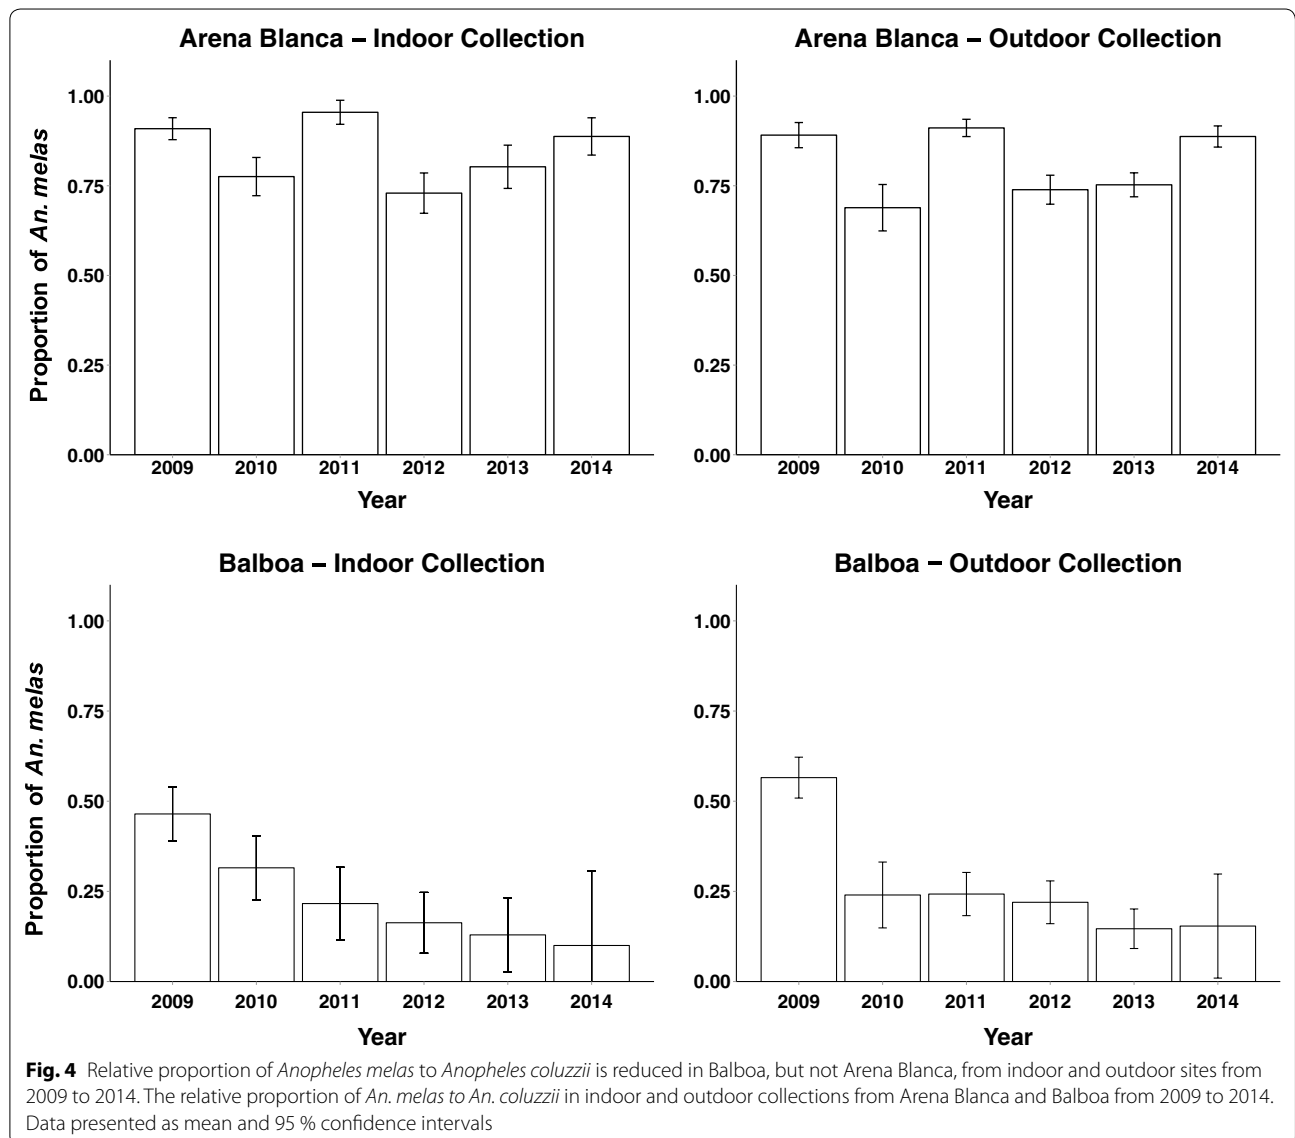 Arena Blanca – Indoor Collection
Proportion of An. melas
1.00
0.75
0.50
0.25
0.00
2009 2010 2011 2012 2013 2014
Year
Arena Blanca – Outdoor Collection
1.00
0.75
0.50
0.25
0.00
2009 2010 2011 2012 2013 2014
Year
Balboa – Indoor Collection
Proportion of An. melas
1.00
0.75
0.50
0.25
0.00
2009 2010 2011 2012 2013 2014
Year
Balboa – Outdoor Collection
1.00
0.75
0.50
0.25
0.00
2009 2010 2011 2012 2013 2014
Year
Fig. 4 Relative proportion of Anopheles melas to Anopheles coluzzii is reduced in Balboa, but not Arena Blanca, from indoor and outdoor sites from
2009 to 2014. The relative proportion of An. melas to An. coluzzii in indoor and outdoor collections from Arena Blanca and Balboa from 2009 to 2014.
Data presented as mean and 95 % confidence intervals